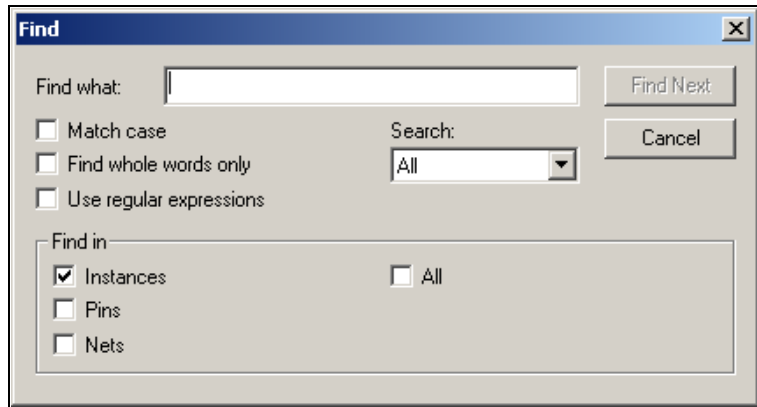 Find
Find what:
Find Next
Match case
Search:
Cancel
Find whole words only
All
Use regular expressions
Find in
Instances
All
Pins
Nets